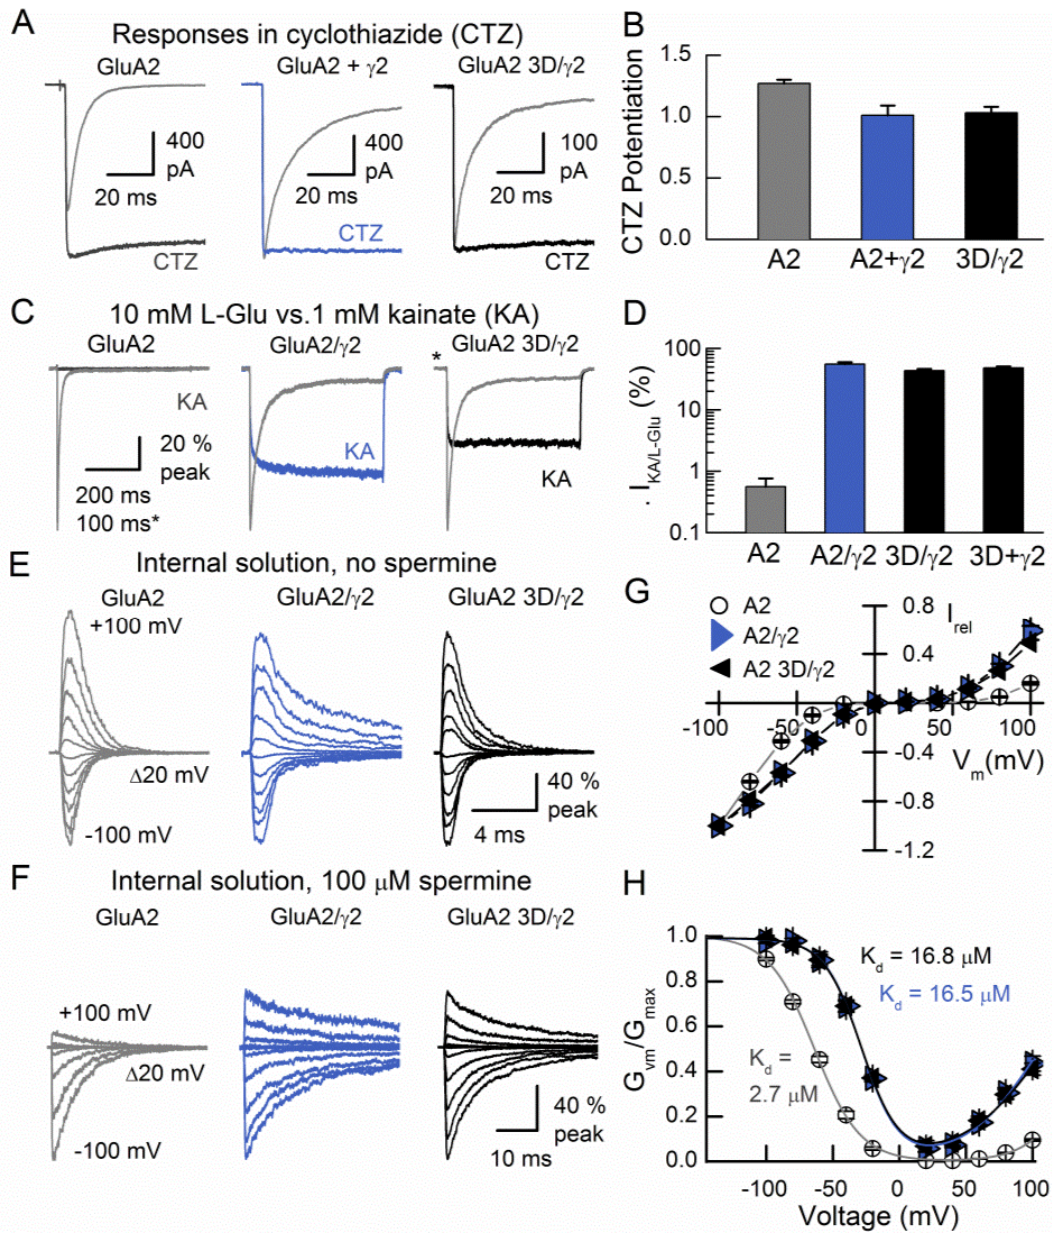 A
Responses in cyclothiazide (CTZ)
GluA2
GluA2 + γ2
GluA2 3D/γ2
400
pA
20 ms
400
pA
20 ms
100
pA
20 ms
CTZ
CTZ
CTZ
B
CTZ Potentiation
1.5
1.0
0.5
0.0
A2
A2+γ2
3D/γ2
C
10 mM L-Glu vs.1 mM kainate (KA)
GluA2
GluA2/γ2
GluA2 3D/γ2
*
KA
KA
KA
20 %
peak
200 ms
100 ms*
D
· I KA/L-Glu (%)
100
10
1
0.1
A2
A2/γ2
3D/γ2
3D+γ2
E
Internal solution, no spermine
GluA2
GluA2/γ2
GluA2 3D/γ2
+100 mV
Δ20 mV
-100 mV
40 %
peak
4 ms
G
A2
A2/γ2
A2 3D/γ2
0.8
I rel
0.4
-100
-50
0
50
100
-0.4
V m (mV)
-0.8
-1.2
F
Internal solution, 100 μM spermine
GluA2
GluA2/γ2
GluA2 3D/γ2
+100 mV
Δ20 mV
-100 mV
40 %
peak
10 ms
H
G vm /G max
1.0
0.8
0.6
0.4
0.2
0.0
K d = 16.8 μM
K d = 16.5 μM
K d =
2.7 μM
-100
-50
0
50
100
Voltage (mV)